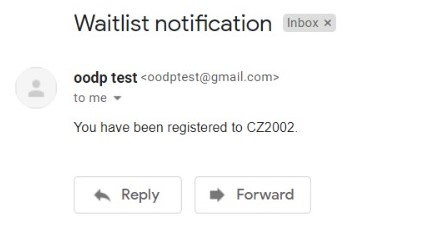 Waitlist notification Inbox ×
oodp test <oodptest@gmail.com>
to me
You have been registered to CZ2002.
Reply Forward